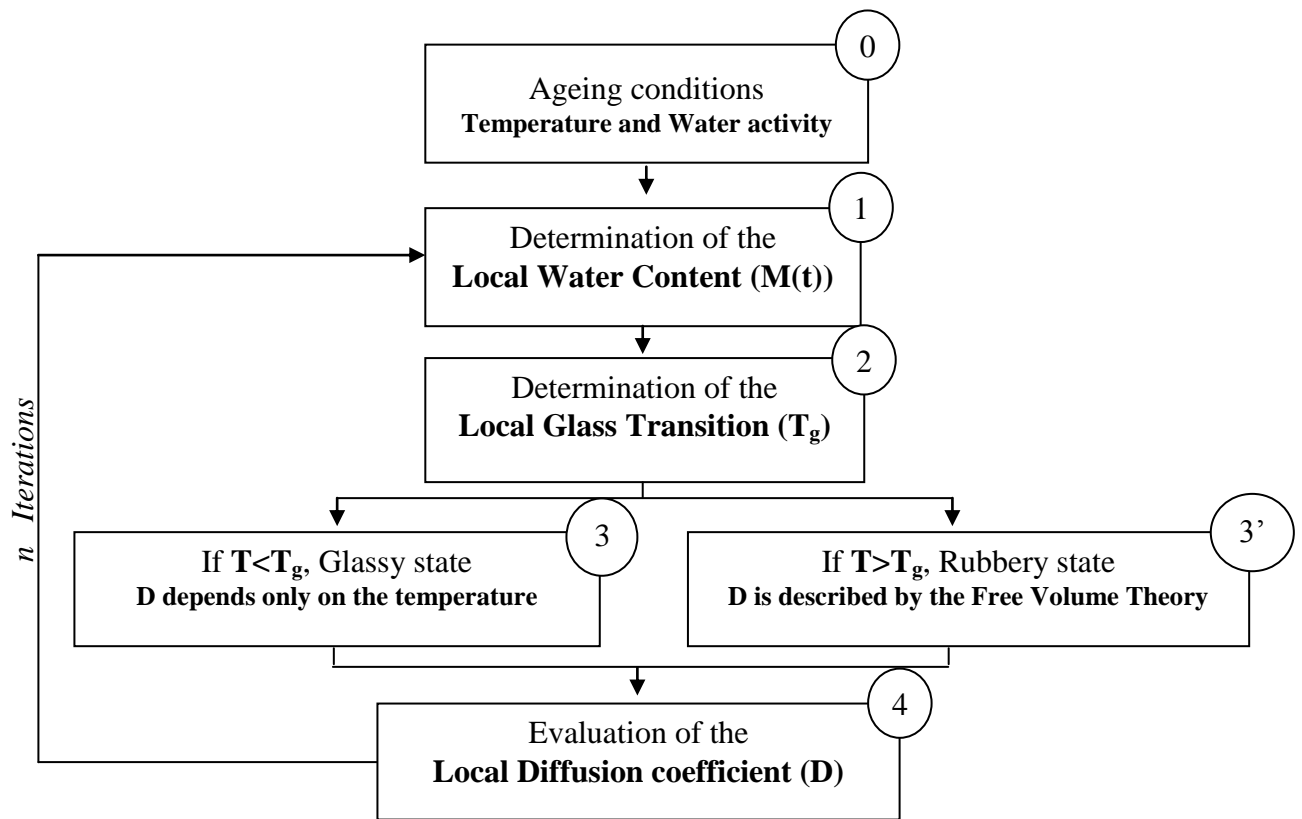 0
Ageing conditions
Temperature and Water activity
1
Determination of the
Local Water Content (M(t))
2
Determination of the
Local Glass Transition (Tg)
n Iterations
3
If T<Tg, Glassy state
D depends only on the temperature
3’
If T>Tg, Rubbery state
D is described by the Free Volume Theory
4
Evaluation of the
Local Diffusion coefficient (D)